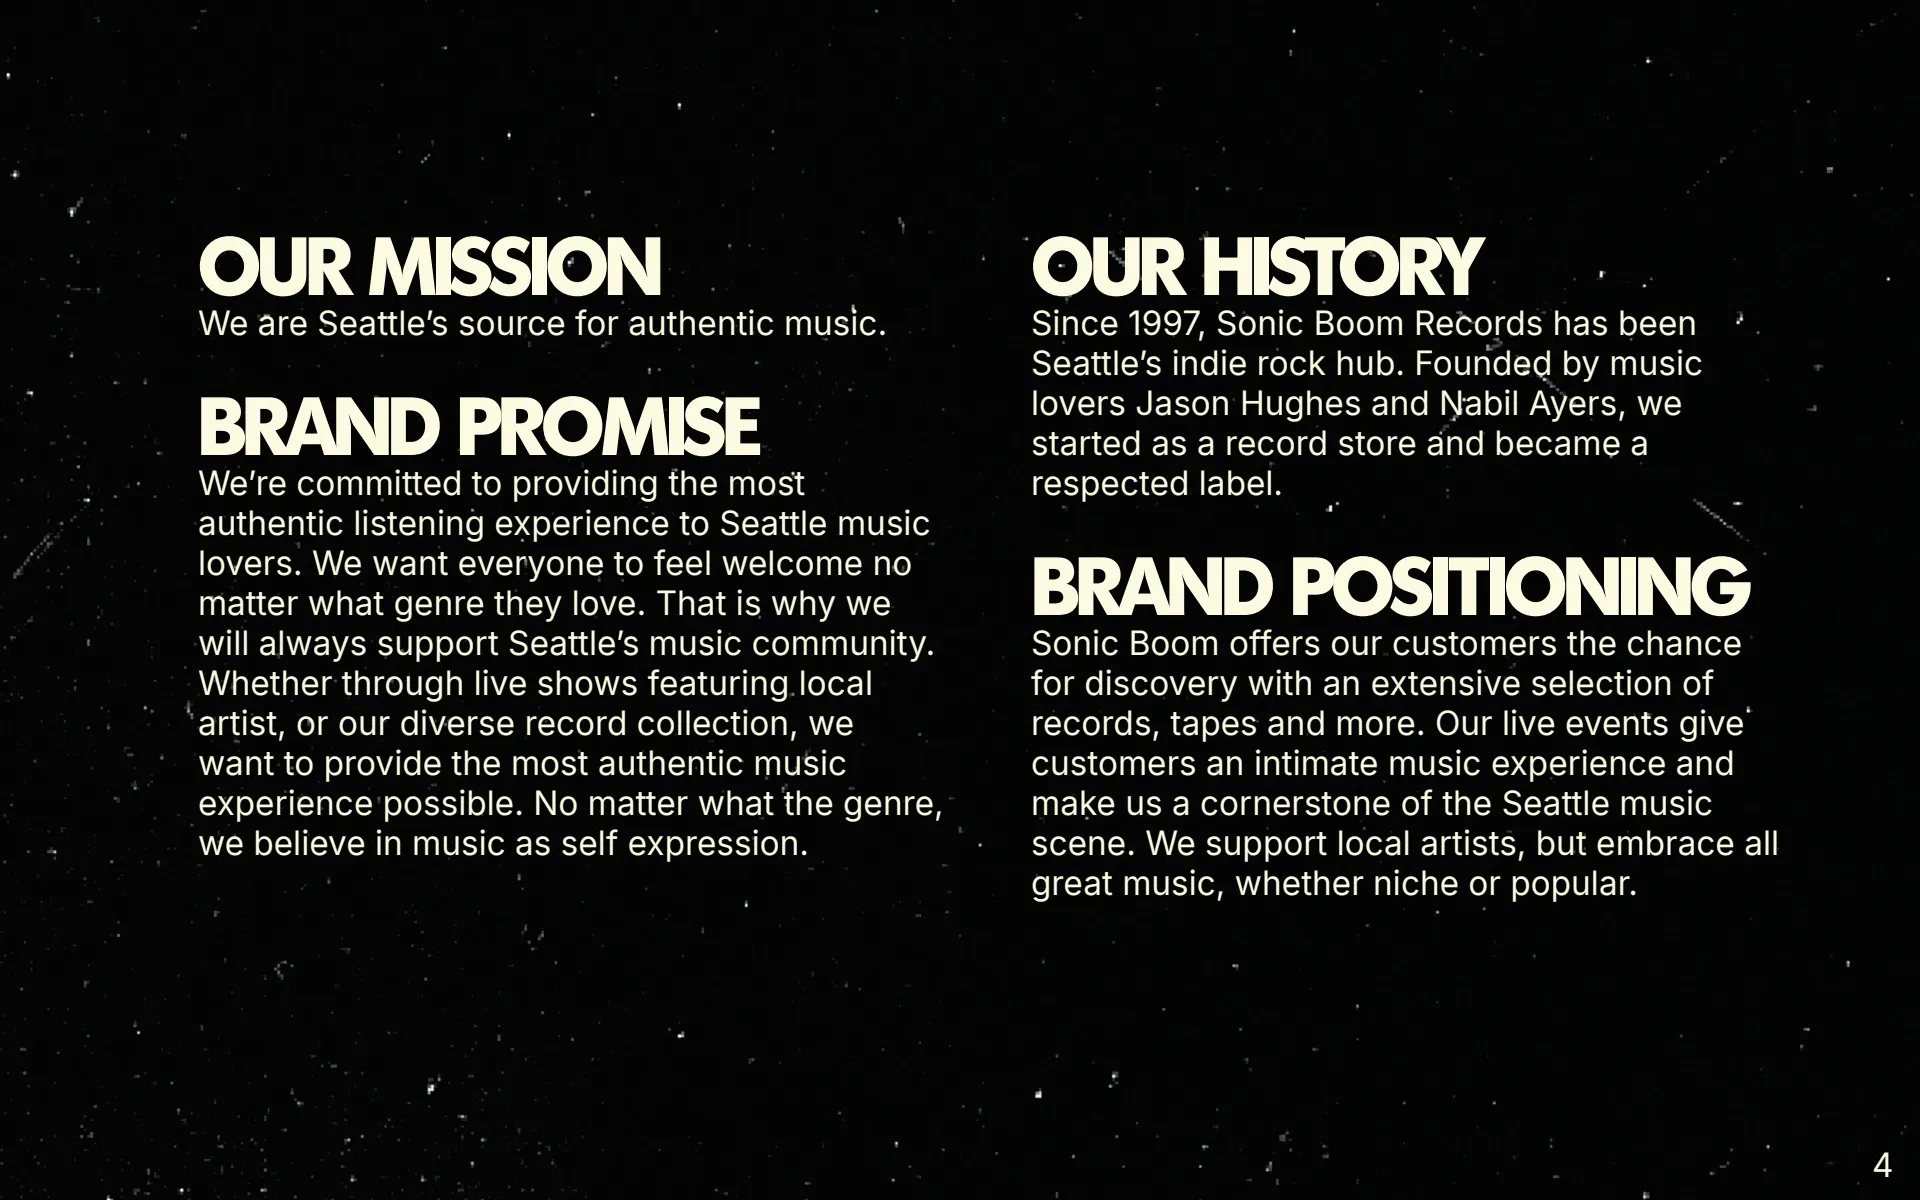 OUR MISSION
We are Seattle’s source for authentic music.
BRAND PROMISE
We’re committed to providing the most
authentic listening experience to Seattle music
lovers. We want everyone to feel welcome no
matter what genre they love. That is why we
will always support Seattle’s music community.
Whether through live shows featuring local
artist, or our diverse record collection, we
want to provide the most authentic music
experience possible. No matter what the genre,
we believe in music as self expression.
OUR HISTORY
Since 1997, Sonic Boom Records has been
Seattle’s indie rock hub. Founded by music
lovers Jason Hughes and Nabil Ayers, we
started as a record store and became a
respected label.
BRAND POSITIONING
Sonic Boom offers our customers the chance
for discovery with an extensive selection of
records, tapes and more. Our live events give
customers an intimate music experience and
make us a cornerstone of the Seattle music
scene. We support local artists, but embrace all
great music, whether niche or popular.
4